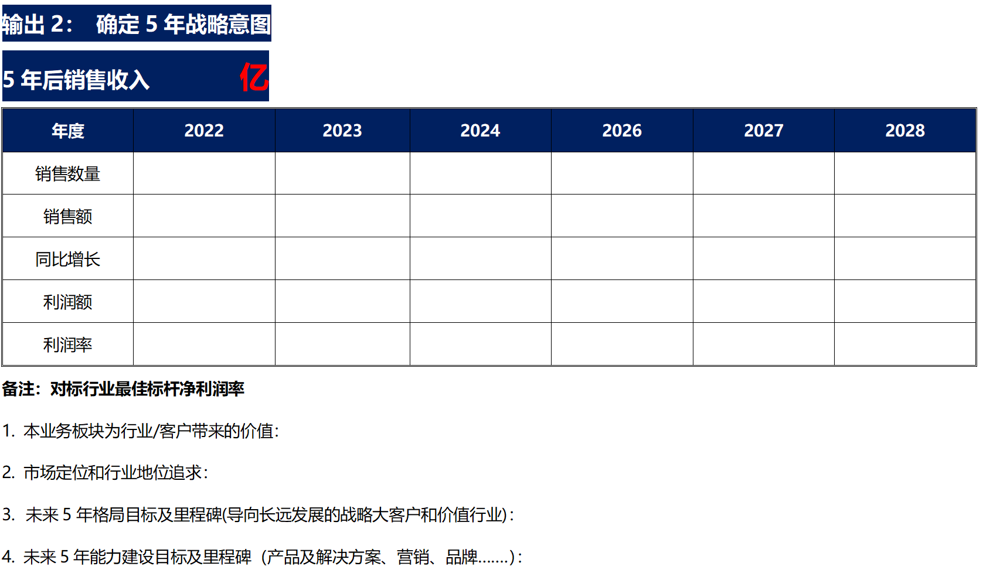 输出 2： 确定 5 年战略意图
5 年后销售收入 亿
年度 2022 2023 2024 2026 2027 2028
销售数量
销售额
同比增长
利润额
利润率
备注：对标行业最佳标杆净利润率
1. 本业务板块为行业/客户带来的价值：
2. 市场定位和行业地位追求：
3. 未来 5 年格局目标及里程碑(导向长远发展的战略大客户和价值行业)：
4. 未来 5 年能力建设目标及里程碑（产品及解决方案、营销、品牌.......）：